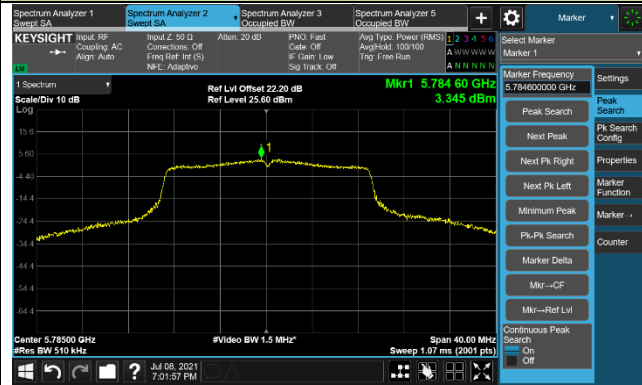 Spectrum Analyzer 1
Swept SA
Spectrum Analyzer 2
Swept SA
Spectrum Analyzer 3
Occupied BW
Spectrum Analyzer 5
Occupied BW
+
Marker
KEYSIGHT
Input: RF
Coupling: AC
Align: Auto
Input Z: 50 Ω
Corrections: Off
Freq Ref: Int (S)
NFE: Adaptive
Atten: 20 dB
PNO: Fast
Gate: Off
IF Gain: Low
Sig Track: Off
Avg Type: Power (RMS)
Avg|Hold: 100/100
Trig: Free Run
1 2 3 4 5 6
A W W W W W
A N N N N N
LXI
Select Marker
Marker 1
1 Spectrum
Scale/Div 10 dB
Log
Ref Lvl Offset 22.20 dB
Ref Level 25.60 dBm
Mkr1 5.784 60 GHz
3.345 dBm
15.6
5.60
-4.40
-14.4
-24.4
-34.4
-44.4
-54.4
-64.4
1
Center 5.78500 GHz
#Res BW 510 kHz
#Video BW 1.5 MHz*
Span 40.00 MHz
Sweep 1.07 ms (2001 pts)
Marker Frequency
5.784600000 GHz
Peak Search
Next Peak
Next Pk Right
Next Pk Left
Minimum Peak
Pk-Pk Search
Marker Delta
Mkr→CF
Mkr→Ref Lvl
Continuous Peak
Search
On
Off
Settings
Peak
Search
Pk Search
Config
Properties
Marker
Function
Marker→
Counter
?
Jul 08, 2021
7:01:57 PM